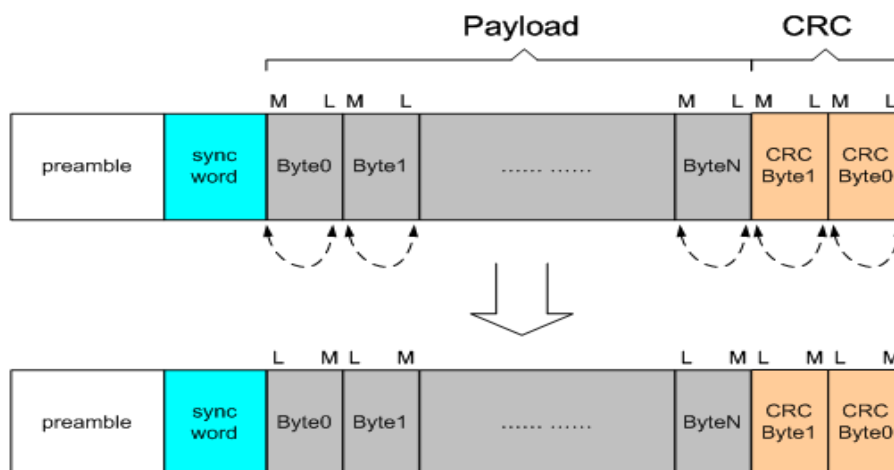 Payload CRC
M L M L M L M L M L
preamble
sync
word
Byte0
Byte1
...... ......
ByteN
CRC
Byte1
CRC
Byte0
L M L M L M L M L M
preamble
sync
word
Byte0
Byte1
...... ......
ByteN
CRC
Byte1
CRC
Byte0